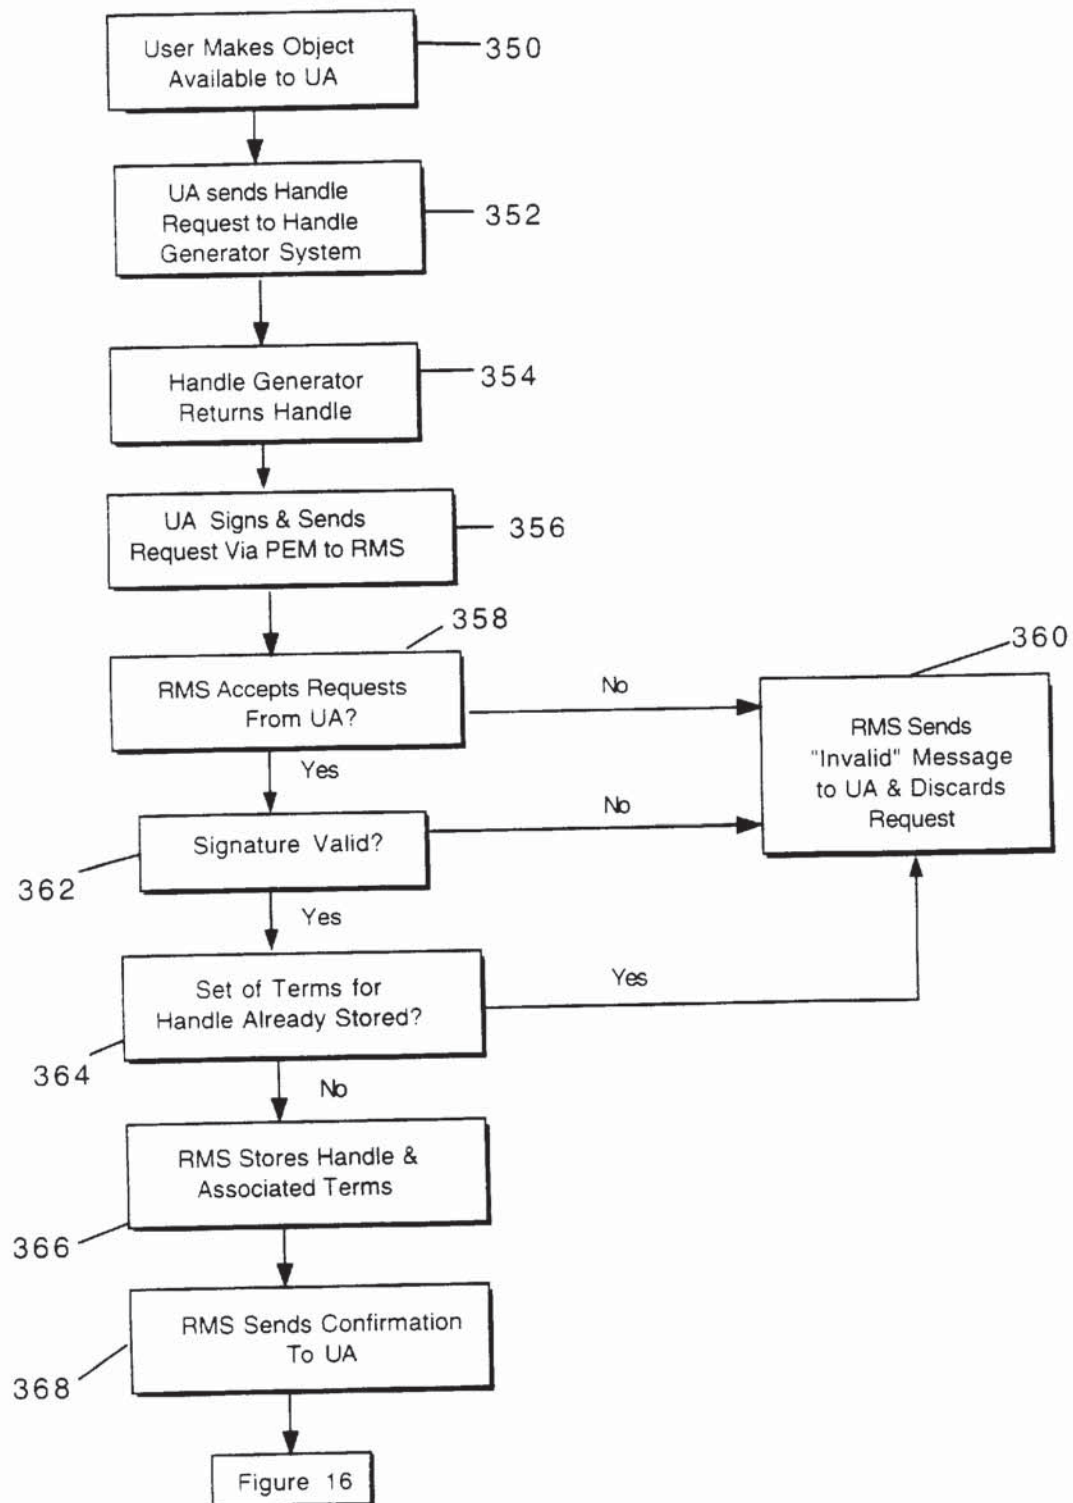 User Makes Object
Available to UA
350
UA sends Handle
Request to Handle
Generator System
352
Handle Generator
Returns Handle
354
UA Signs & Sends
Request Via PEM to RMS
356
358
RMS Accepts Requests
From UA?
No
360
RMS Sends
"Invalid" Message
to UA & Discards
Request
Yes
Signature Valid?
No
362
Yes
Set of Terms for
Handle Already Stored?
Yes
364
No
RMS Stores Handle &
Associated Terms
366
RMS Sends Confirmation
To UA
368
Figure 16